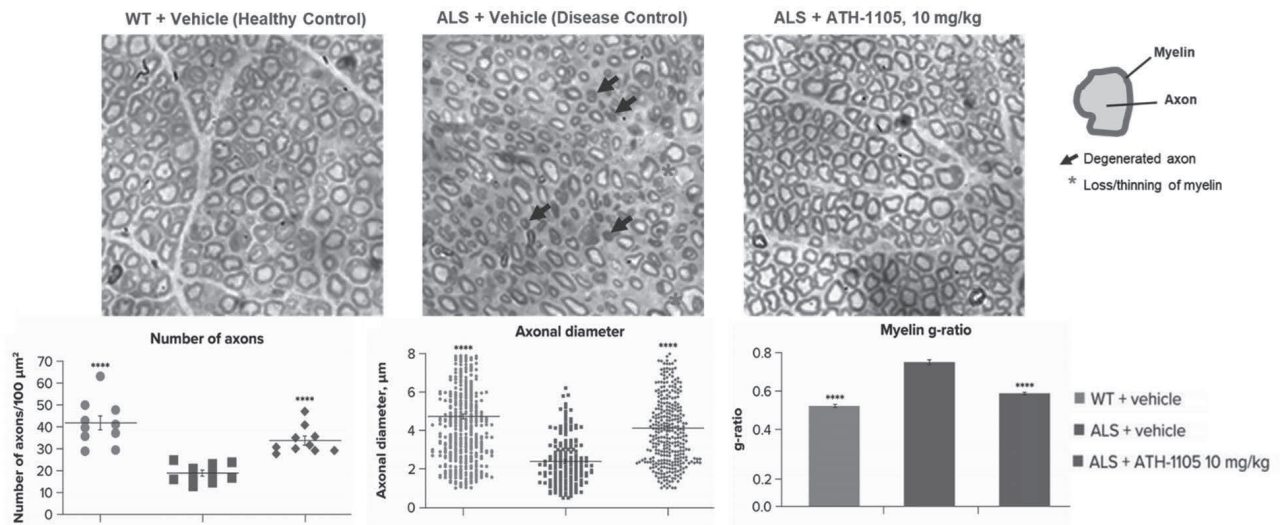 WT + Vehicle (Healthy Control)
ALS + Vehicle (Disease Control)
ALS + ATH-1105, 10 mg/kg
Myelin
Axon
Degenerated axon
* Loss/thinning of myelin
*
*
Number of axons
Number of axons/100 µm²
70
60
50
40
30
20
10
0
****
****
Axonal diameter
Axonal diameter, µm
8
6
4
2
0
****
****
Myelin g-ratio
g-ratio
0.8
0.6
0.4
0.2
0.0
****
****
WT + vehicle
ALS + vehicle
ALS + ATH-1105 10 mg/kg